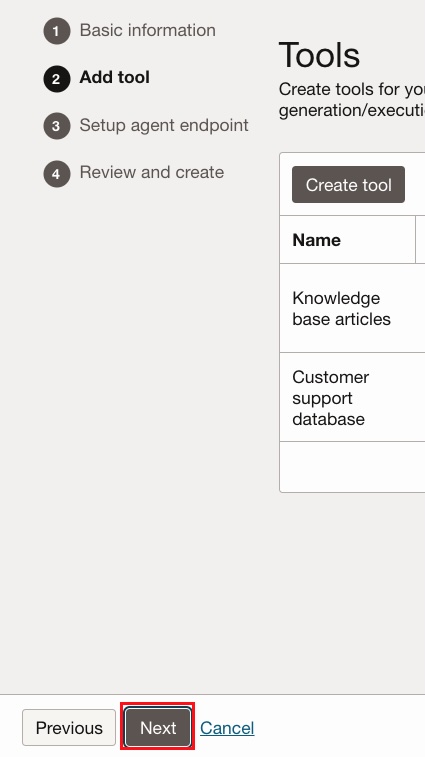 1 Basic information
2 Add tool
3 Setup agent endpoint
4 Review and create
Tools
Create tools for you
generation/executi
Create tool
Name
Knowledge
base articles
Customer
support
database
Previous Next Cancel